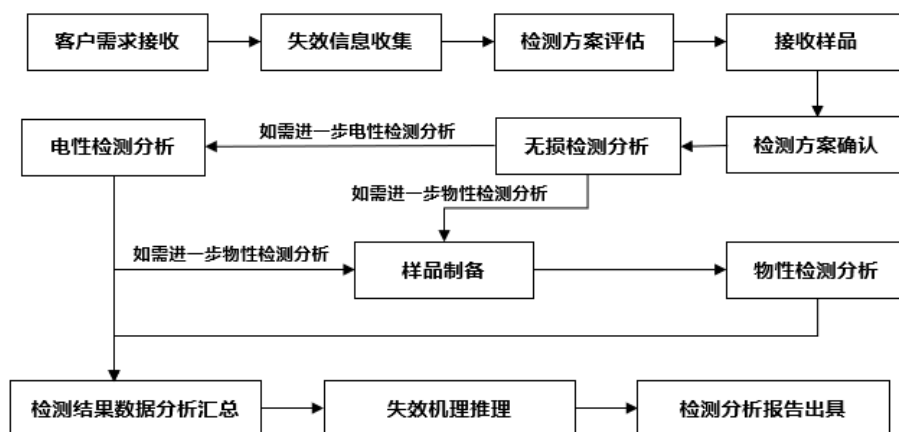 客户需求接收
失效信息收集
检测方案评估
接收样品
电性检测分析
如需进一步电性检测分析
无损检测分析
检测方案确认
如需进一步物性检测分析
如需进一步物性检测分析
样品制备
物性检测分析
检测结果数据分析汇总
失效机理推理
检测分析报告出具